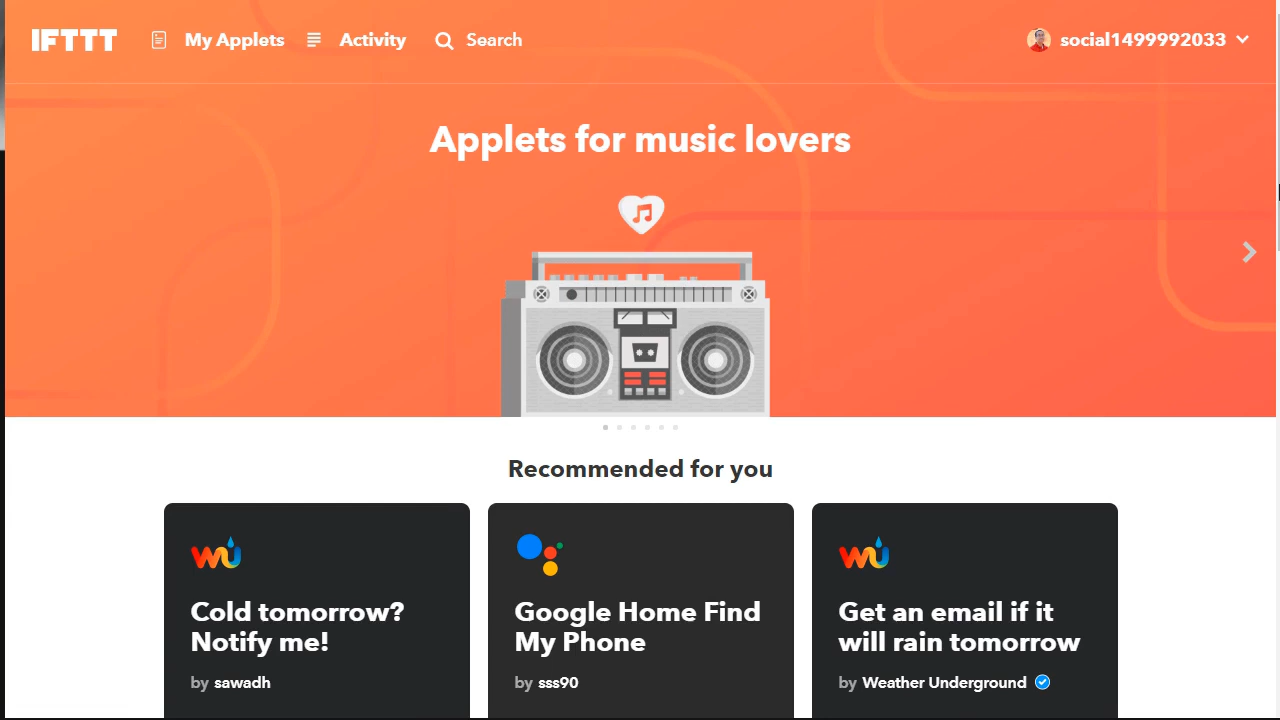 IFTTT My Applets Activity Search social1499992033
Applets for music lovers
Recommended for you
Cold tomorrow?
Notify me!
by sawadh
Google Home Find
My Phone
by sss90
Get an email if it
will rain tomorrow
by Weather Underground